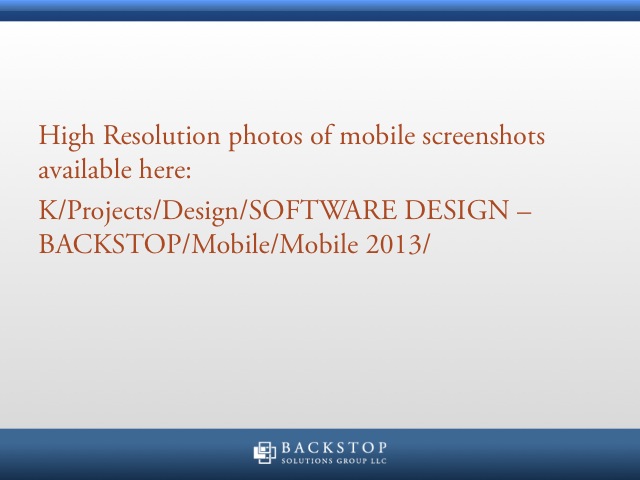 High Resolution photos of mobile screenshots
available here:
K/Projects/Design/SOFTWARE DESIGN –
BACKSTOP/Mobile/Mobile 2013/
BACKSTOP
SOLUTIONS GROUP LLC